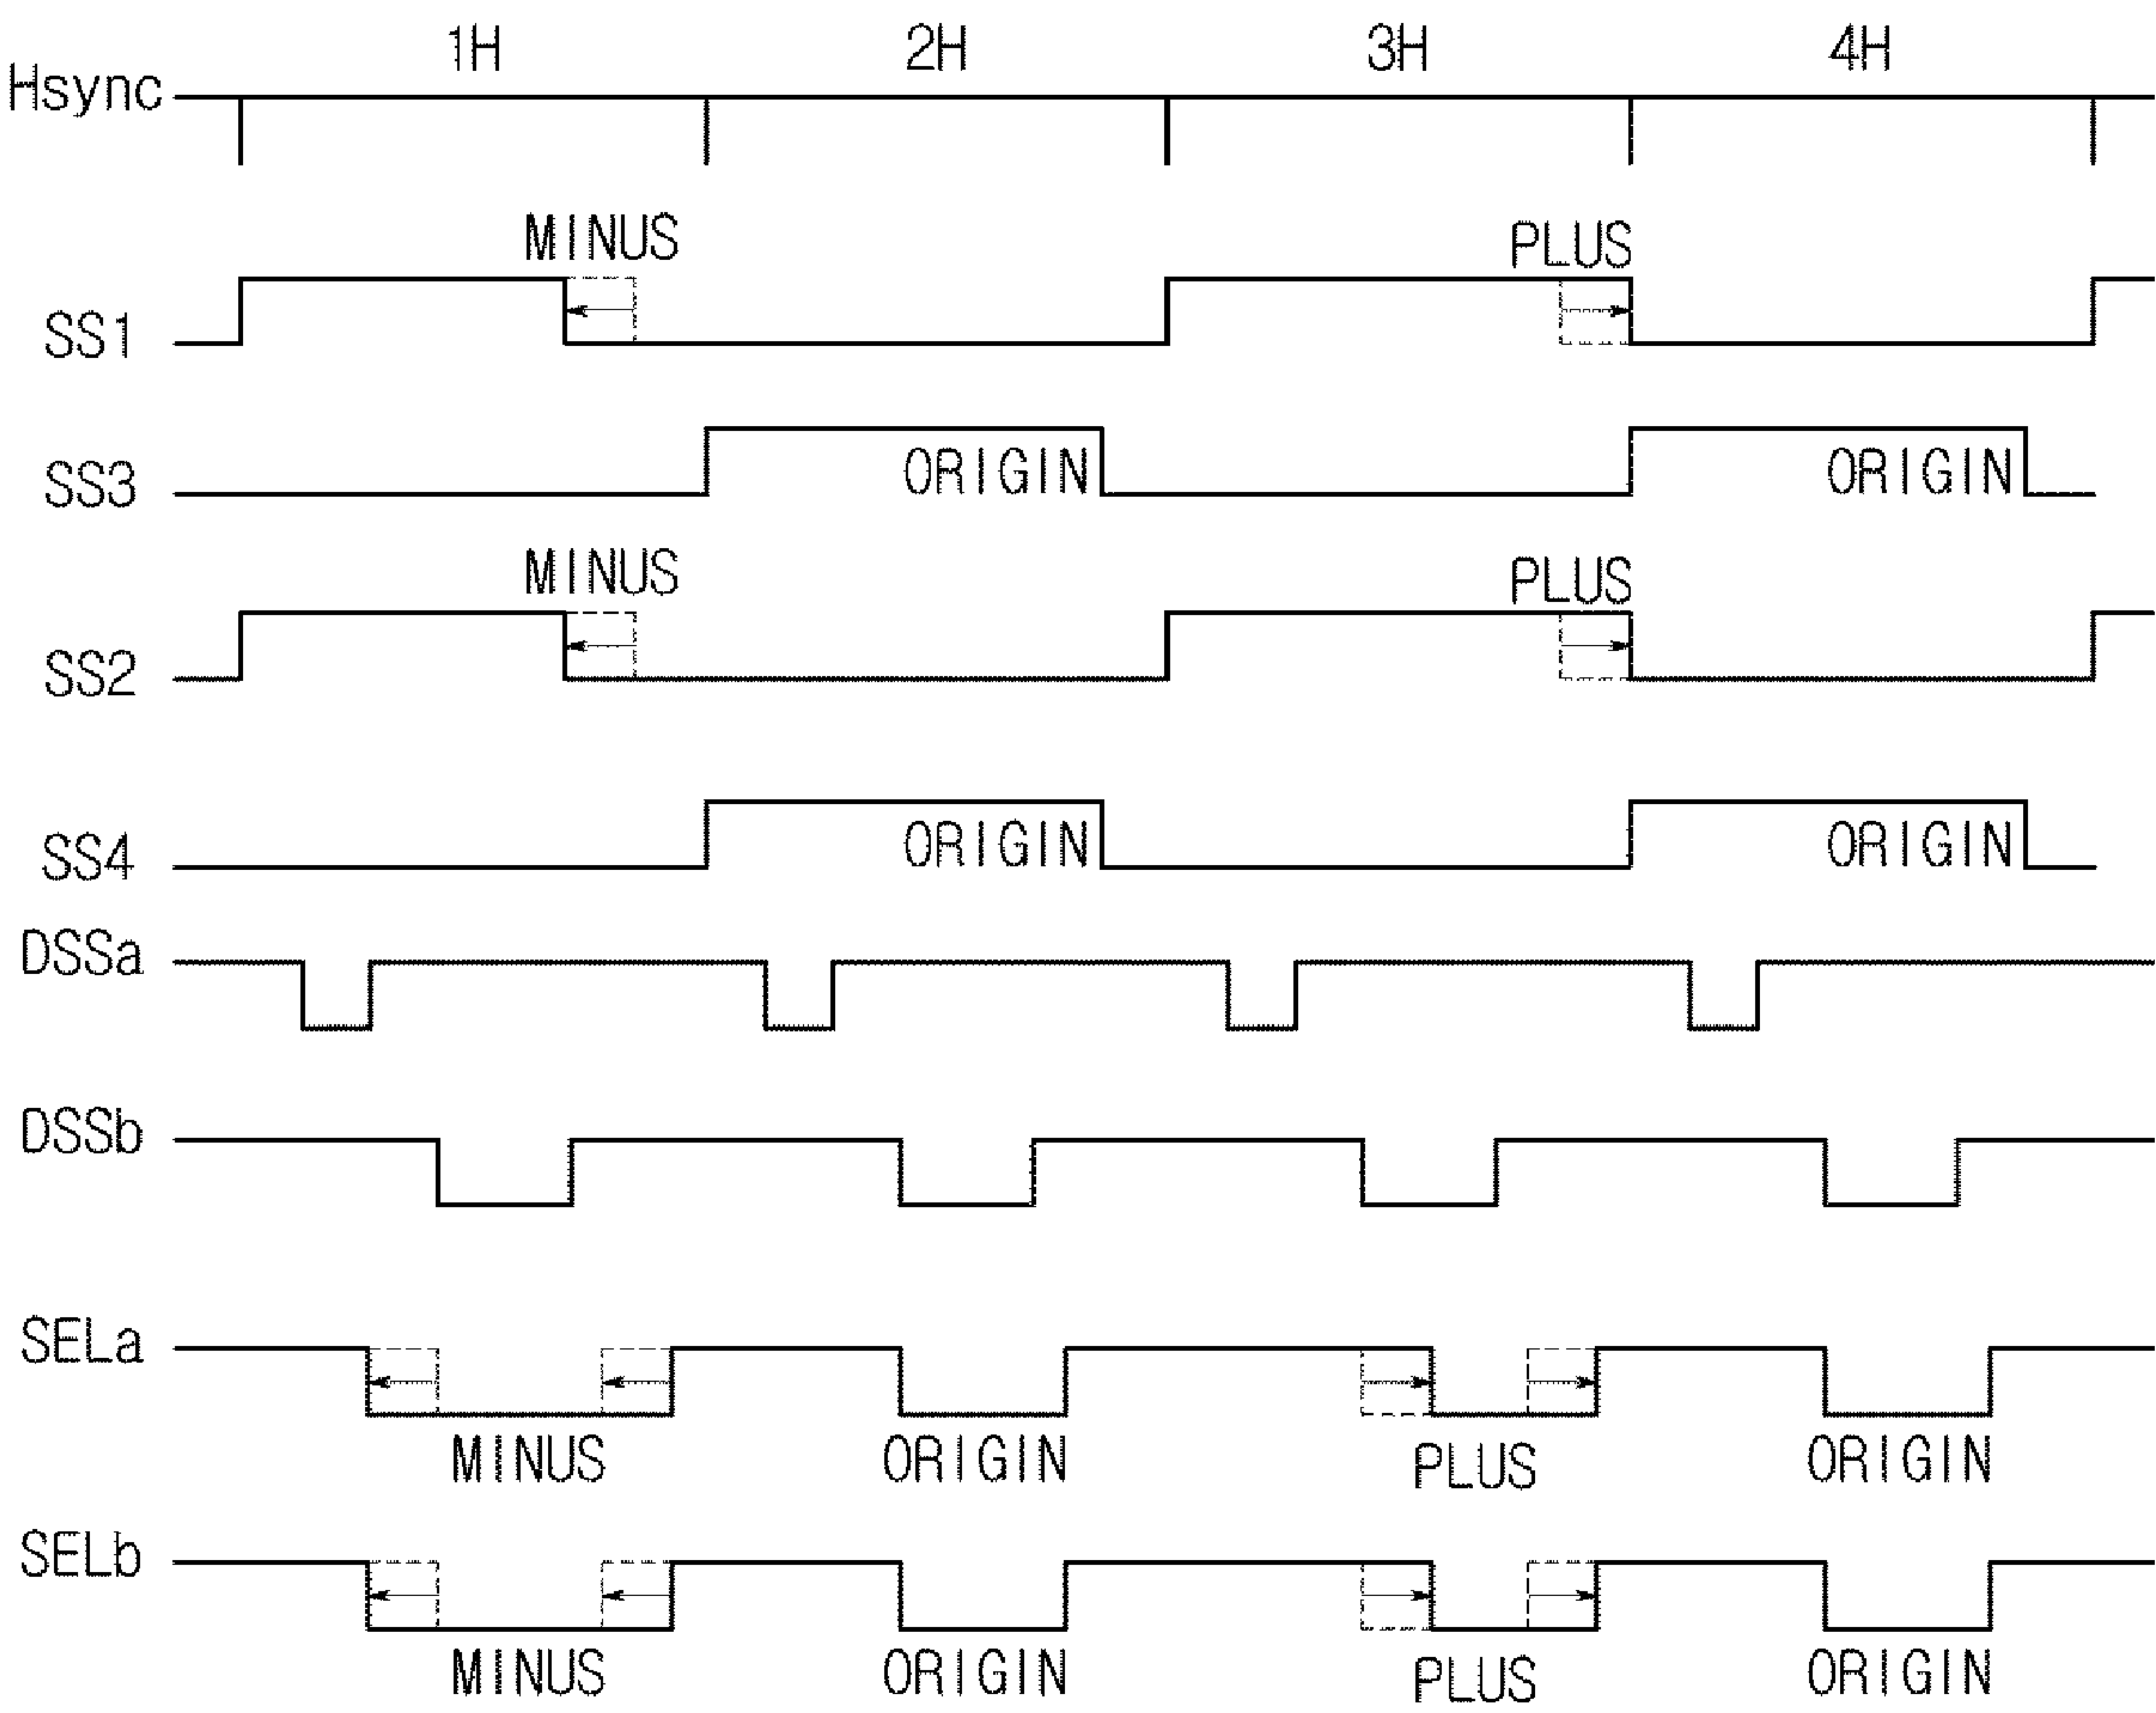 1H 2H 3H 4H
Hsync
MINUS PLUS
SS1
SS3 ORIGIN ORIGIN
MINUS PLUS
SS2
SS4 ORIGIN ORIGIN
DSSa
DSSb
SELa
MINUS ORIGIN PLUS ORIGIN
SELb
MINUS ORIGIN PLUS ORIGIN